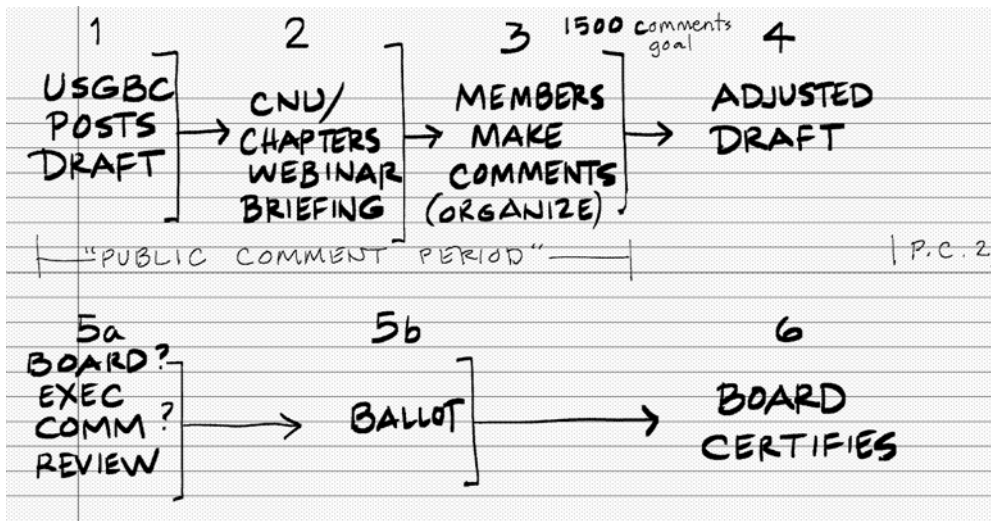 1
USGBC
POSTS
DRAFT
2
CNU/
CHAPTERS
WEBINAR
BRIEFING
3
1500 comments
goal
MEMBERS
MAKE
COMMENTS
(ORGANIZE)
4
ADJUSTED
DRAFT
"PUBLIC COMMENT PERIOD"
P.C.2
5a
BOARD?
EXEC
COMM?
REVIEW
5b
BALLOT
6
BOARD
CERTIFIES